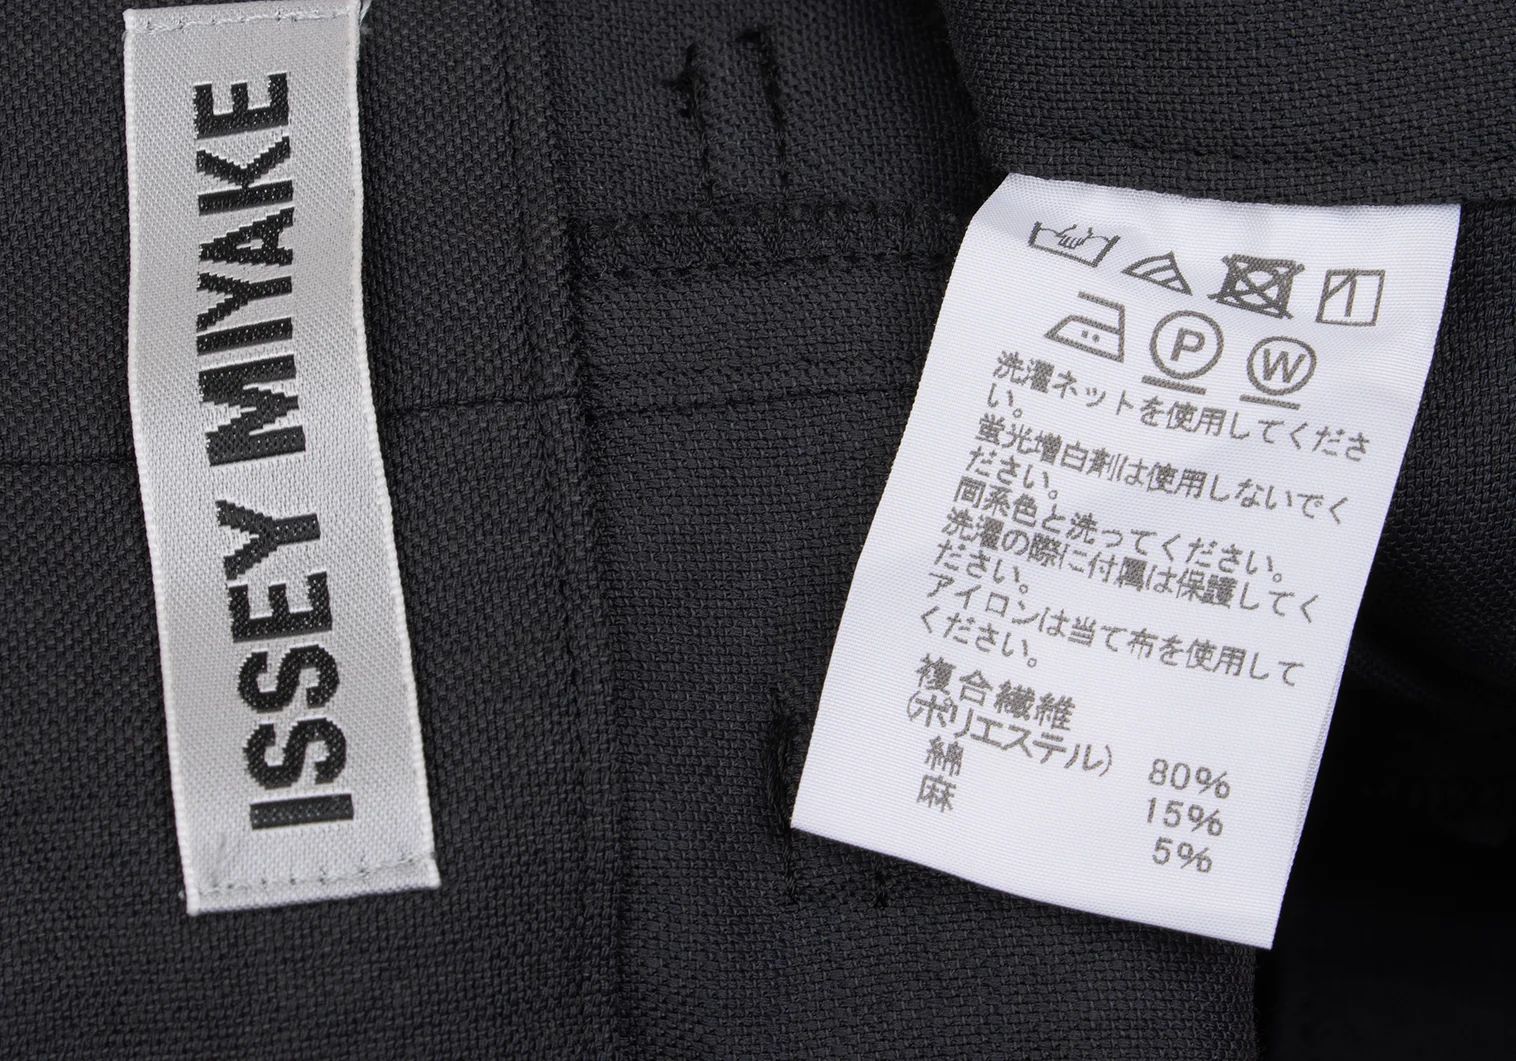 ISSEY MIYAKE
P
W
洗濯ネットを使用してくださ
い。
蛍光増白剤は使用しないでく
ださい。
同系色と洗ってください。
洗濯の際に付属は保護してく
ださい。
アイロンは当て布を使用して
ください。
複合繊維
(ポリエステル) 80%
綿 15%
麻 5%